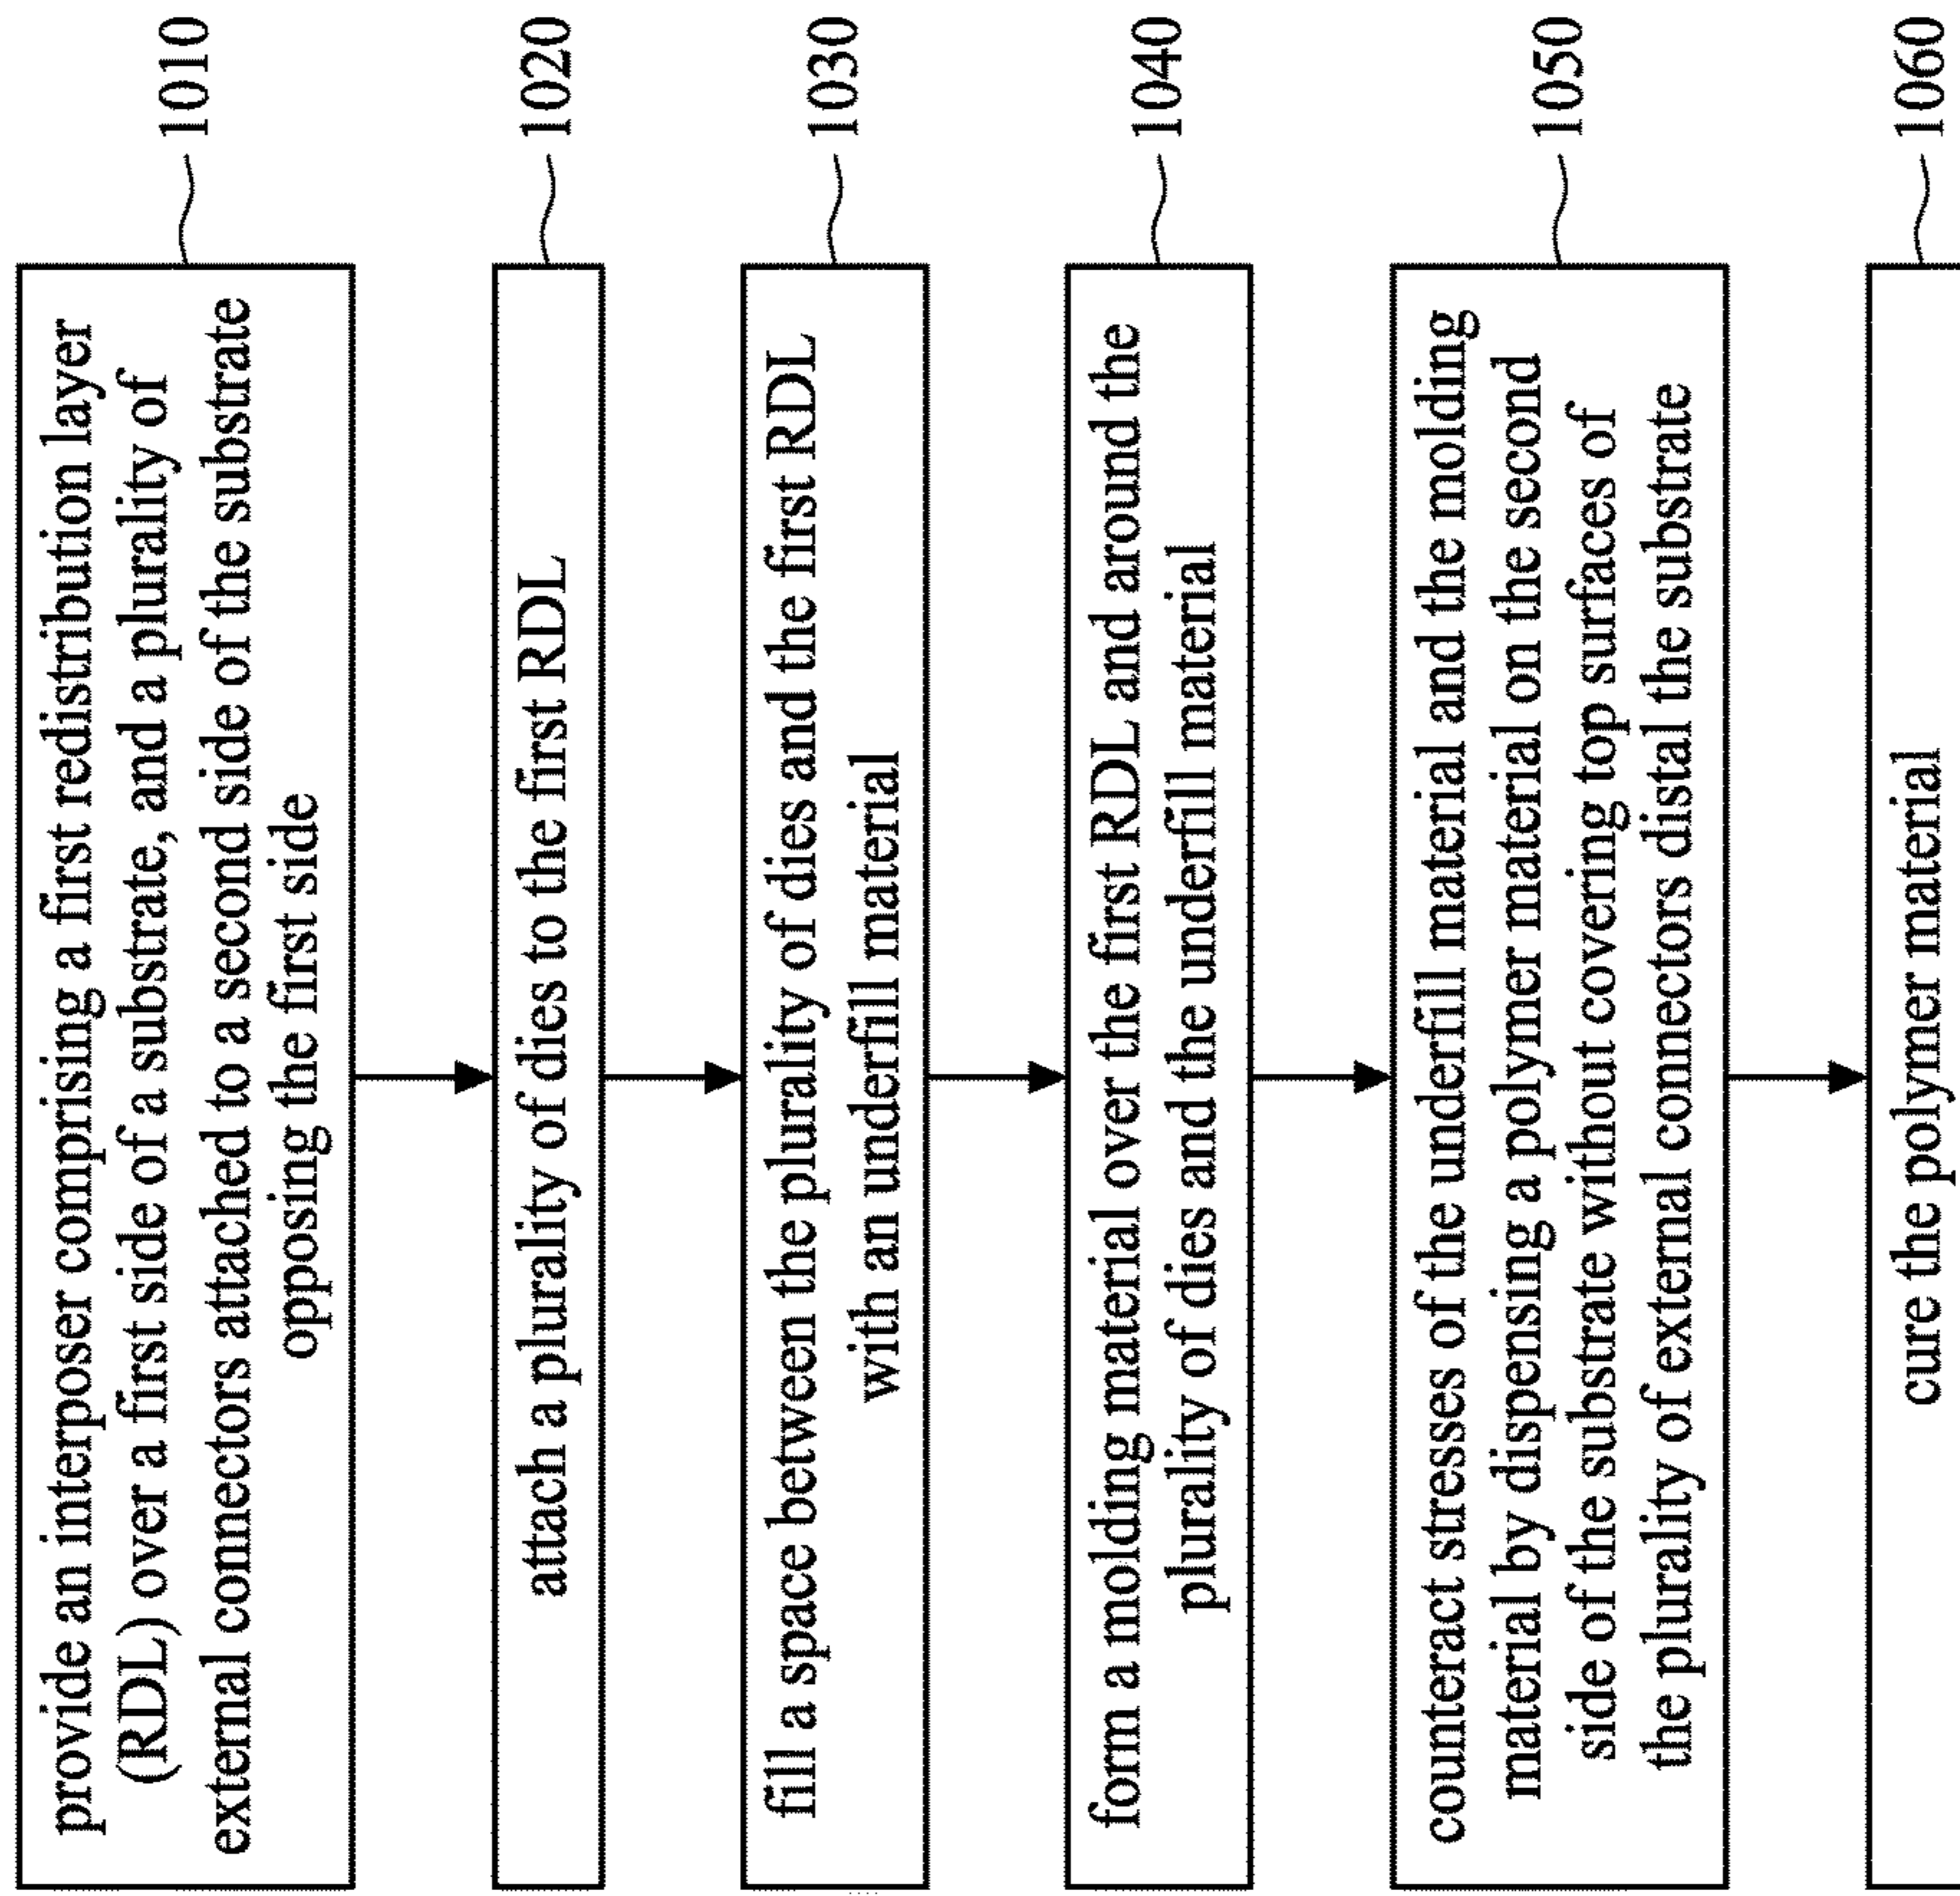 provide an interposer comprising a first redistribution layer
(RDL) over a first side of a substrate, and a plurality of
external connectors attached to a second side of the substrate
opposing the first side
1010
attach a plurality of dies to the first RDL
1020
fill a space between the plurality of dies and the first RDL
with an underfill material
1030
form a molding material over the first RDL and around the
plurality of dies and the underfill material
1040
counteract stresses of the underfill material and the molding
material by dispensing a polymer material on the second
side of the substrate without covering top surfaces of
the plurality of external connectors distal the substrate
1050
cure the polymer material
1060